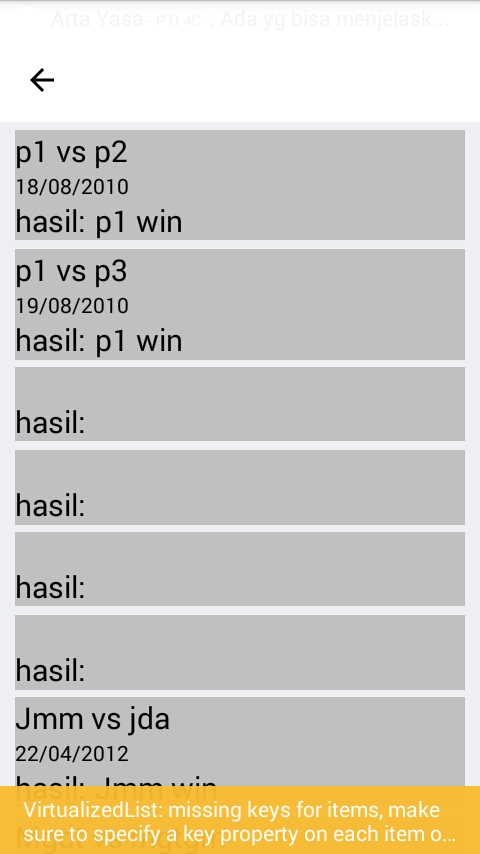 Arta Yasa - PTI 4C : Ada yg bisa menjelask...
p1 vs p2
18/08/2010
hasil: p1 win
p1 vs p3
19/08/2010
hasil: p1 win
hasil:
hasil:
hasil:
hasil:
Jmm vs jda
22/04/2012
hasil: Jmm win
VirtualizedList: missing keys for items, make
sure to specify a key property on each item o...